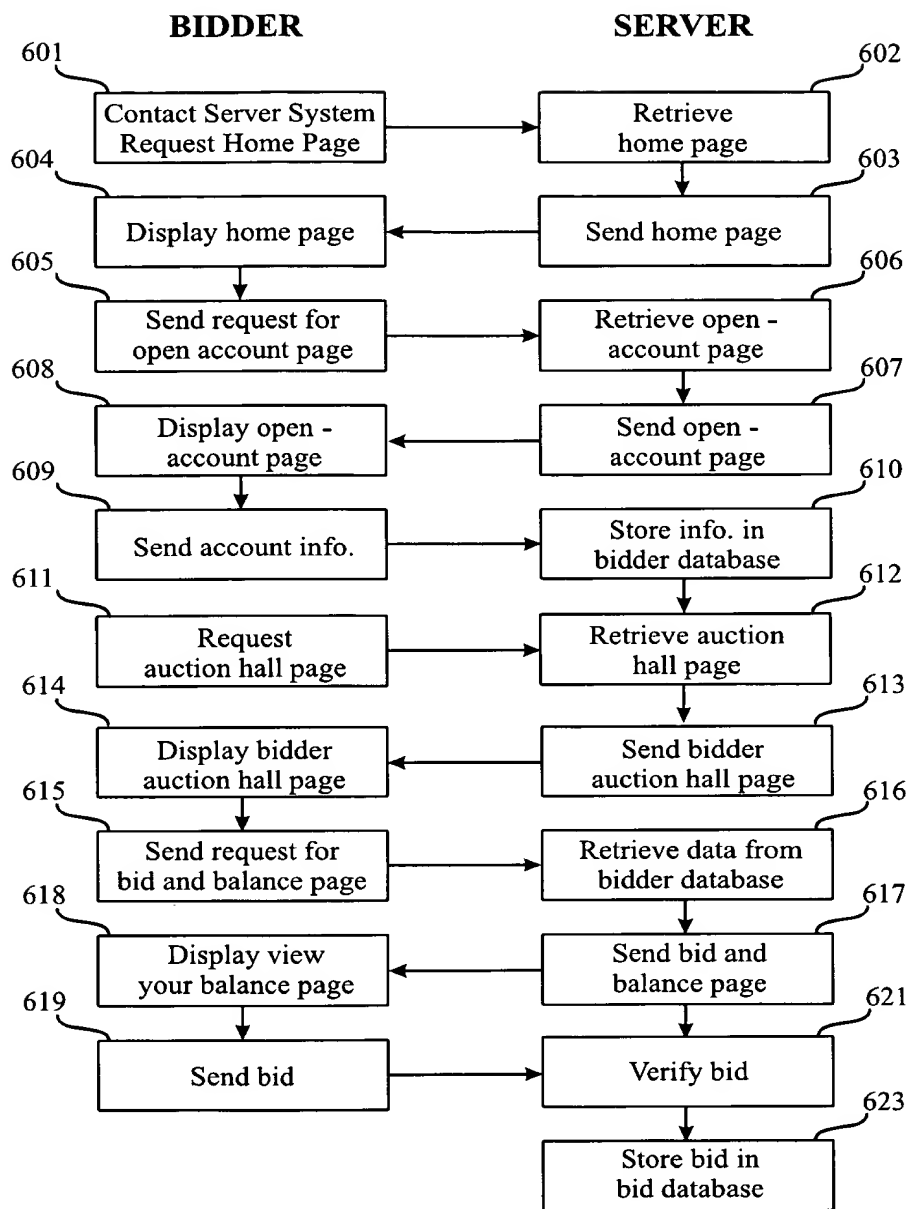 BIDDER
SERVER
601
602
Contact Server System
Request Home Page
Retrieve
home page
604
603
Display home page
Send home page
605
606
Send request for
open account page
Retrieve open -
account page
608
607
Display open -
account page
Send open -
account page
609
610
Send account info.
Store info. in
bidder database
611
612
Request
auction hall page
Retrieve auction
hall page
614
613
Display bidder
auction hall page
Send bidder
auction hall page
615
616
Send request for
bid and balance page
Retrieve data from
bidder database
618
617
Display view
your balance page
Send bid and
balance page
619
621
Send bid
Verify bid
623
Store bid in
bid database